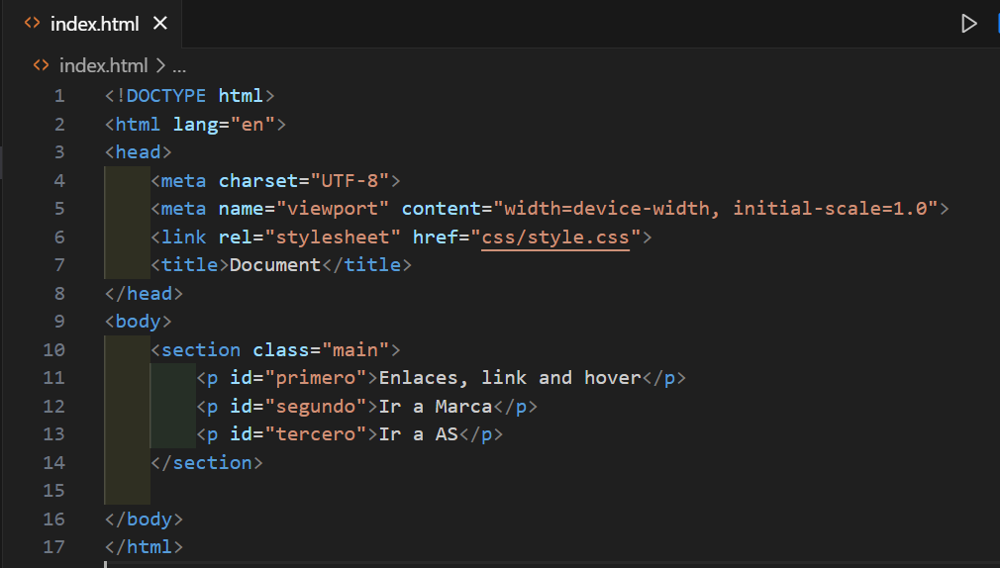 index.html
index.html > ...
1 <!DOCTYPE html>
2 <html lang="en">
3 <head>
4     <meta charset="UTF-8">
5     <meta name="viewport" content="width=device-width, initial-scale=1.0">
6     <link rel="stylesheet" href="css/style.css">
7     <title>Document</title>
8 </head>
9 <body>
10     <section class="main">
11         <p id="primero">Enlaces, link and hover</p>
12         <p id="segundo">Ir a Marca</p>
13         <p id="tercero">Ir a AS</p>
14     </section>
15
16 </body>
17 </html>